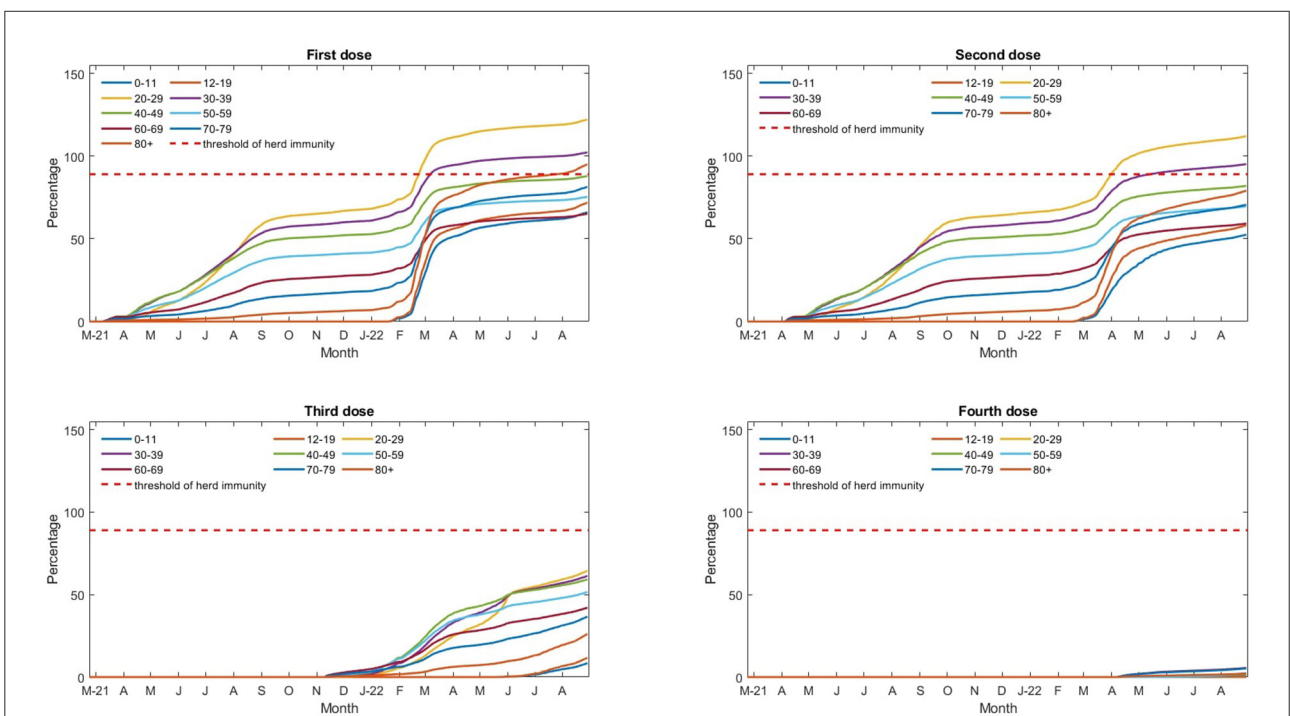 First dose
150
100
50
0
Percentage
0-11 12-19
20-29 30-39
40-49 50-59
60-69 70-79
80+ threshold of herd immunity
M-21 A M J J A S O N D J-22 F M A M J J A
Month
Second dose
150
100
50
0
Percentage
0-11 12-19 20-29
30-39 40-49 50-59
60-69 70-79 80+
threshold of herd immunity
M-21 A M J J A S O N D J-22 F M A M J J A
Month
Third dose
150
100
50
0
Percentage
0-11 12-19 20-29
30-39 40-49 50-59
60-69 70-79 80+
threshold of herd immunity
M-21 A M J J A S O N D J-22 F M A M J J A
Month
Fourth dose
150
100
50
0
Percentage
0-11 12-19 20-29
30-39 40-49 50-59
60-69 70-79 80+
threshold of herd immunity
M-21 A M J J A S O N D J-22 F M A M J J A
Month